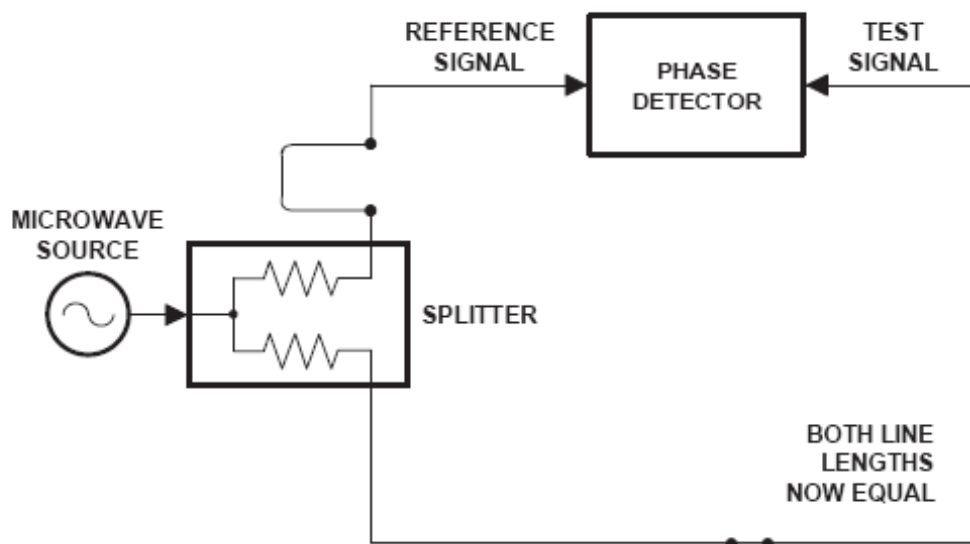 REFERENCE
SIGNAL
PHASE
DETECTOR
TEST
SIGNAL
MICROWAVE
SOURCE
SPLITTER
BOTH LINE
LENGTHS
NOW EQUAL